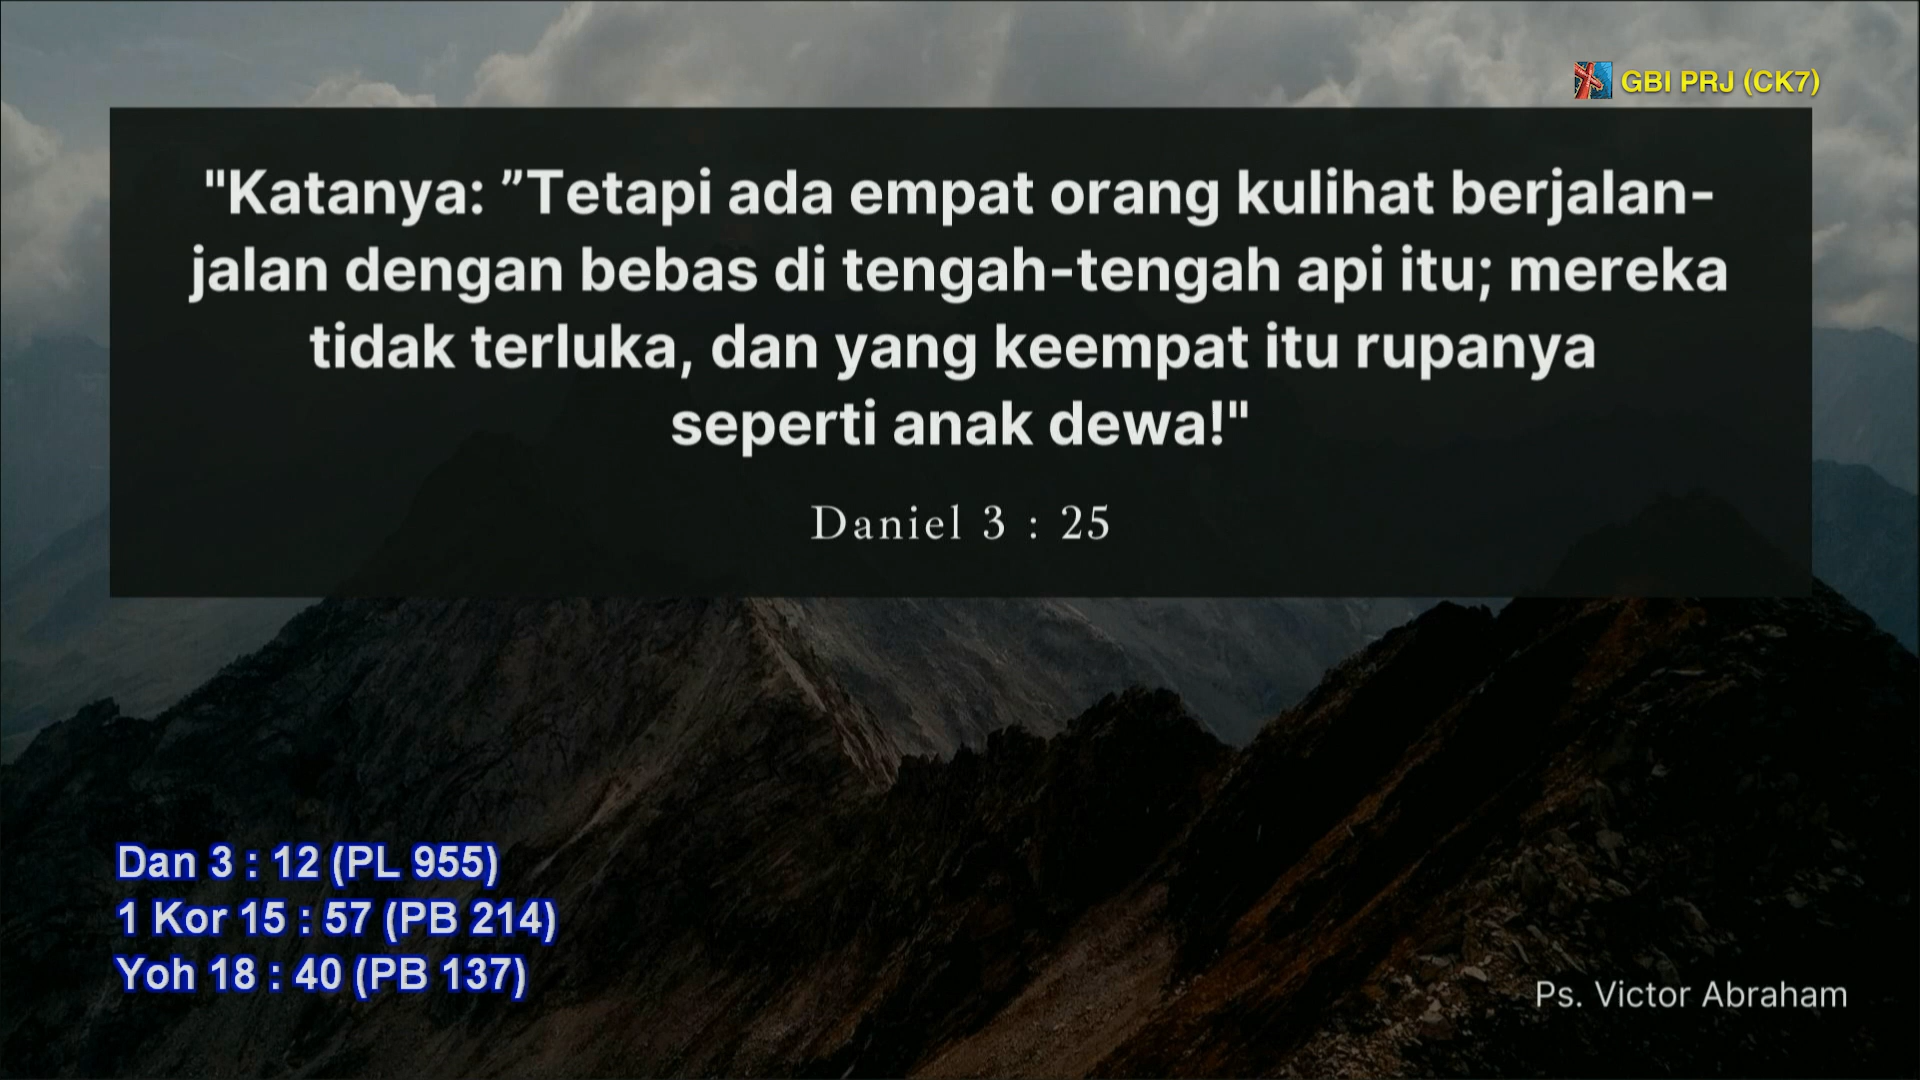 GBI PRJ (CK7)
"Katanya: ”Tetapi ada empat orang kulihat berjalan-
jalan dengan bebas di tengah-tengah api itu; mereka
tidak terluka, dan yang keempat itu rupanya
seperti anak dewa!"
Daniel 3 : 25
Dan 3 : 12 (PL 955)
1 Kor 15 : 57 (PB 214)
Yoh 18 : 40 (PB 137)
Ps. Victor Abraham